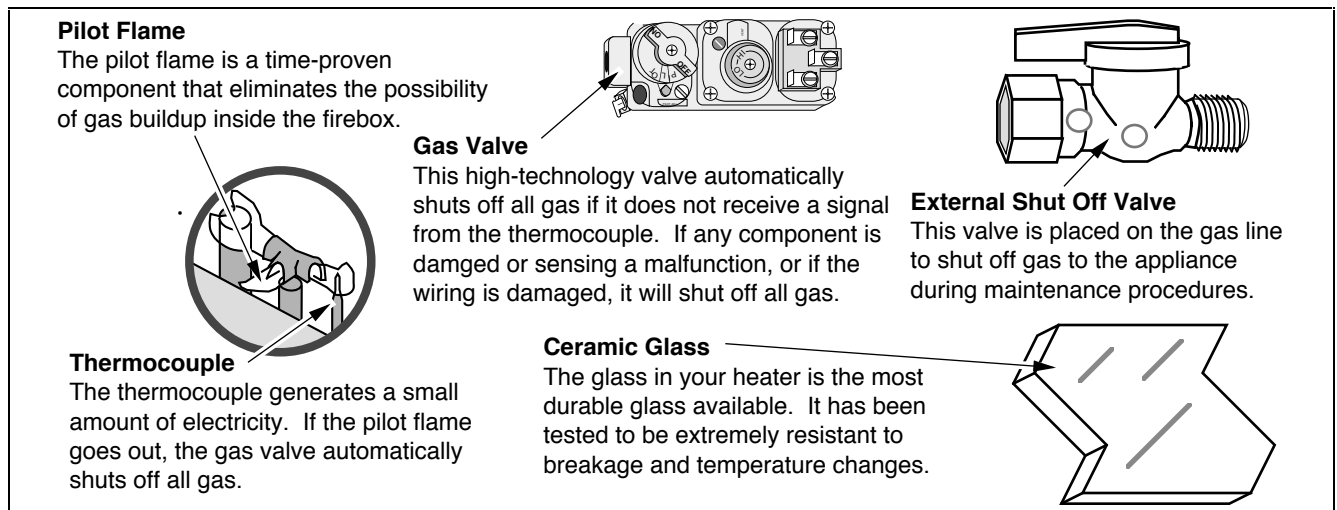 Pilot Flame
The pilot flame is a time-proven
component that eliminates the possibility
of gas buildup inside the firebox.
Gas Valve
This high-technology valve automatically
shuts off all gas if it does not receive a signal
from the thermocouple.  If any component is
damged or sensing a malfunction, or if the
wiring is damaged, it will shut off all gas.
External Shut Off Valve
This valve is placed on the gas line
to shut off gas to the appliance
during maintenance procedures.
Thermocouple
The thermocouple generates a small
amount of electricity.  If the pilot flame
goes out, the gas valve automatically
shuts off all gas.
Ceramic Glass
The glass in your heater is the most
durable glass available.  It has been
tested to be extremely resistant to
breakage and temperature changes.
ON
OFF
PILOT
HI
LO